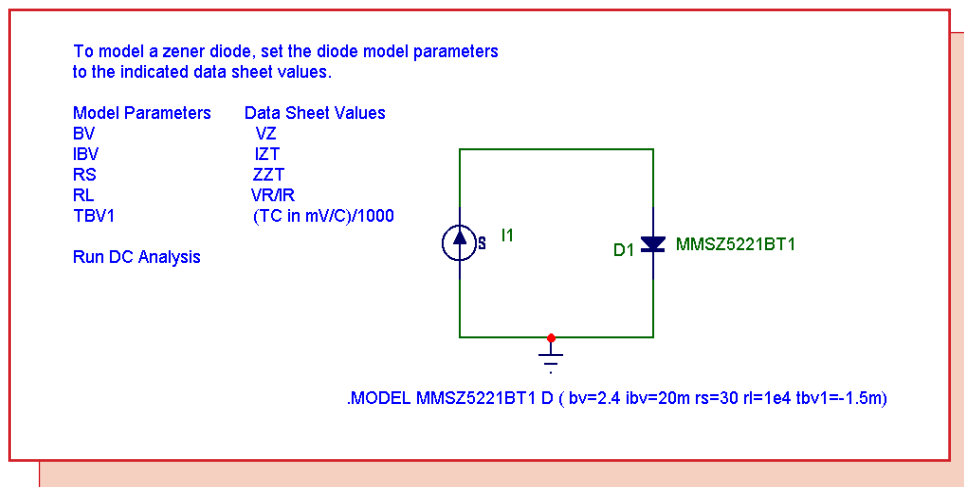 To model a zener diode, set the diode model parameters
to the indicated data sheet values.
Model Parameters Data Sheet Values
BV VZ
IBV IZT
RS ZZT
RL VR/IR
TBV1 (TC in mV/C)/1000
Run DC Analysis
S I1
D1 MMSZ5221BT1
.MODEL MMSZ5221BT1 D ( bv=2.4 ibv=20m rs=30 rl=1e4 tbv1=-1.5m)